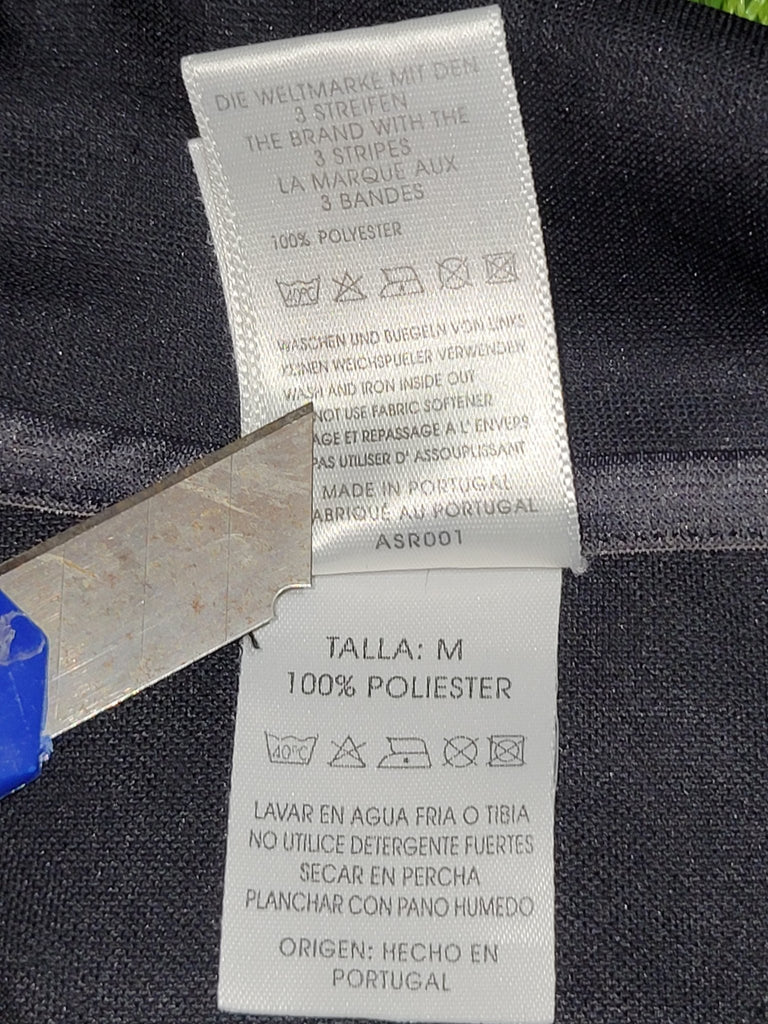 DIE WELTMARKE MIT DEN
3 STREIFEN
THE BRAND WITH THE
3 STRIPES
LA MARQUE AUX
3 BANDES
100% POLYESTER
40°C
WASCHEN UND BUEGELN VON LINKS
KEINEN WEICHSPUELER VERWENDEN
WASH AND IRON INSIDE OUT
NOT USE FABRIC SOFTENER
AGE ET REPASSAGE A L' ENVERS
PAS UTILISER D' ASSOUPLISSANT
MADE IN PORTUGAL
ABRIQUÉ AU PORTUGAL
ASR001
TALLA: M
100% POLIESTER
40°C
LAVAR EN AGUA FRIA O TIBIA
NO UTILICE DETERGENTE FUERTES
SECAR EN PERCHA
PLANCHAR CON PANO HUMEDO
ORIGEN: HECHO EN
PORTUGAL